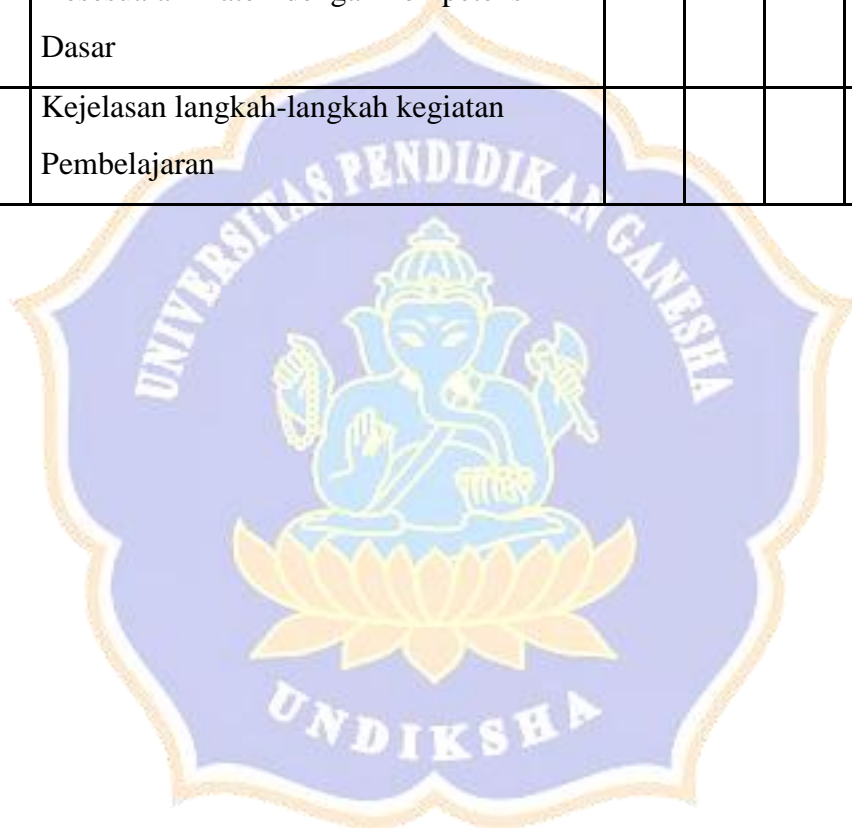 Dasar
Kejelasan langkah-langkah kegiatan
Pembelajaran
UNIVERSITAS PENDIDIKAN GANESHA
UNDIKSHA